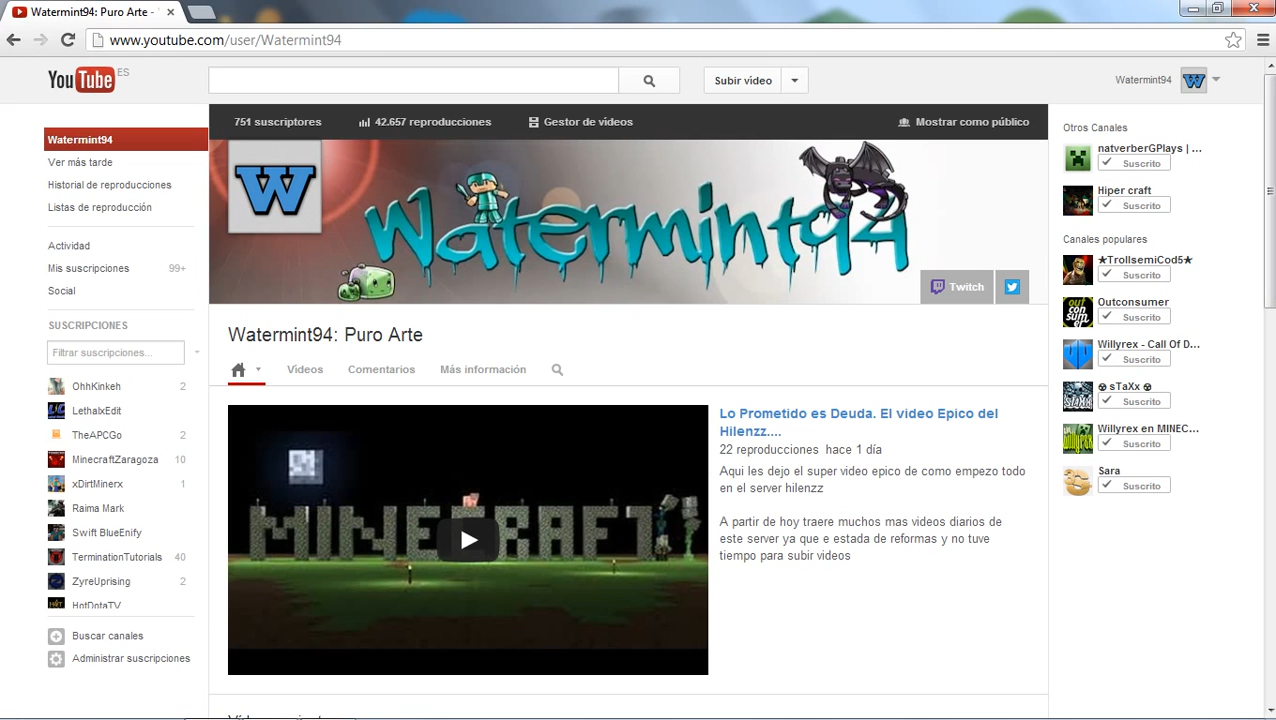 Watermint94: Puro Arte -
www.youtube.com/user/Watermint94
YouTube ES
Subir vídeo
Watermint94
W
Watermint94
Ver más tarde
Historial de reproducciones
Listas de reproducción
Actividad
Mis suscripciones 99+
Social
SUSCRIPCIONES
Filtrar suscripciones...
OhhKinkeh 2
LethalxEdit
TheAPCGo 2
MinecraftZaragoza 10
xDirtMinerx 1
Raima Mark
Swift BlueEnify
TerminationTutorials 40
ZyreUprising 2
HotDotaTV
Buscar canales
Administrar suscripciones
751 suscriptores
42.657 reproducciones
Gestor de vídeos
Mostrar como público
W
Watermint94
Twitch
Watermint94: Puro Arte
Vídeos
Comentarios
Más información
MINECRAFT
Lo Prometido es Deuda. El video Epico del
Hilenzz....
22 reproducciones hace 1 día
Aqui les dejo el super video epico de como empezo todo
en el server hilenzz
A partir de hoy traere muchos mas videos diarios de
este server ya que e estada de reformas y no tuve
tiempo para subir videos
Otros Canales
natverberGPlays | ...
Suscrito
Hiper craft
Suscrito
Canales populares
★TrollsemiCod5★
Suscrito
Outconsumer
Suscrito
Willyrex - Call Of D...
Suscrito
☢ sTaXx ☢
Suscrito
Willyrex en MINEC...
Suscrito
Sara
Suscrito